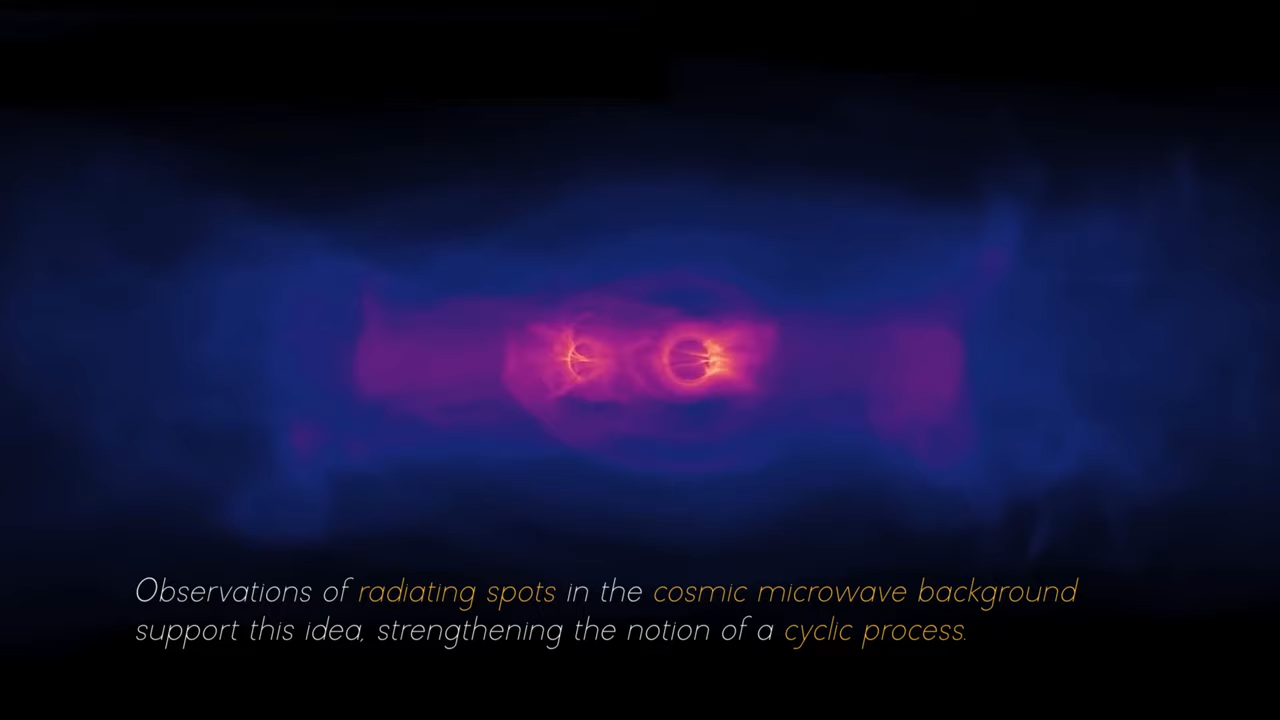 Observations of radiating spots in the cosmic microwave background
support this idea, strengthening the notion of a cyclic process.